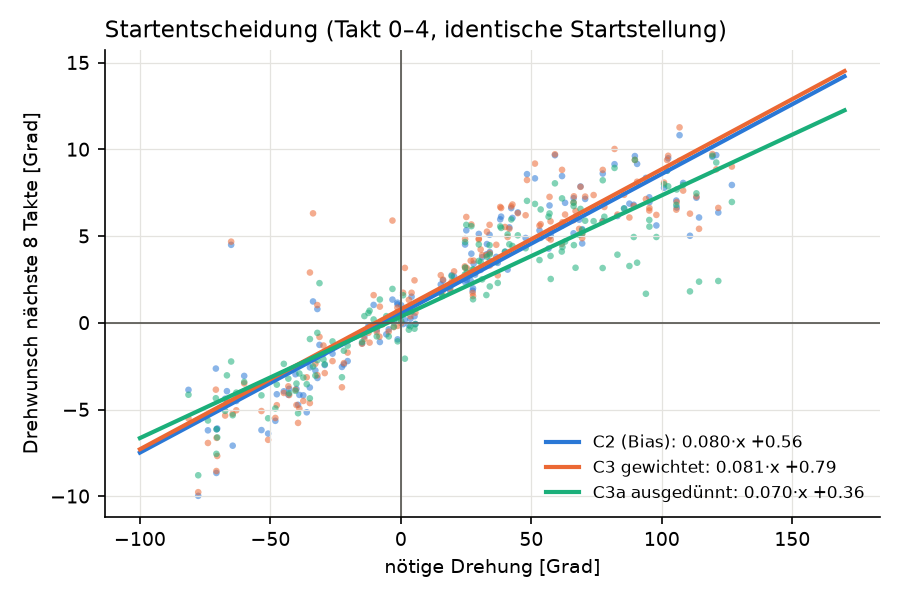 Startentscheidung (Takt 0–4, identische Startstellung)
Drehwunsch nächste 8 Takte [Grad]
15
10
5
0
−5
−10
C2 (Bias): 0.080·x +0.56
C3 gewichtet: 0.081·x +0.79
C3a ausgedünnt: 0.070·x +0.36
−100
−50
0
50
100
150
nötige Drehung [Grad]